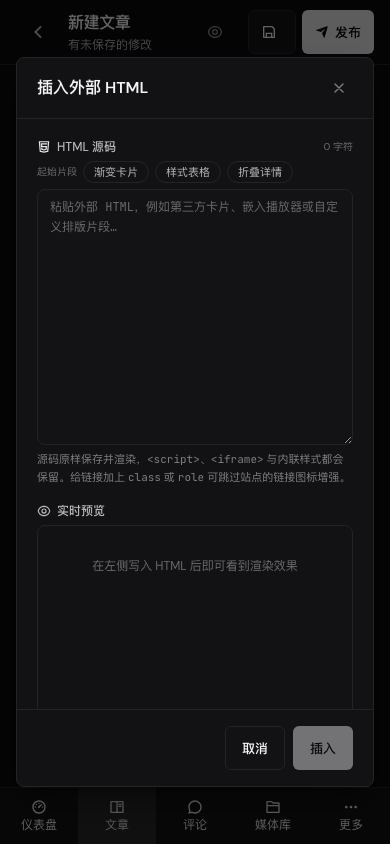 新建文章
有未保存的修改
发布
插入外部 HTML
HTML 源码
0 字符
起始片段
渐变卡片
样式表格
折叠详情
粘贴外部 HTML，例如第三方卡片、嵌入播放器或自定
义排版片段…
源码原样保存并渲染，<script>、<iframe> 与内联样式都会
保留。给链接加上 class 或 role 可跳过站点的链接图标增强。
实时预览
在左侧写入 HTML 后即可看到渲染效果
取消
插入
仪表盘
文章
评论
媒体库
更多